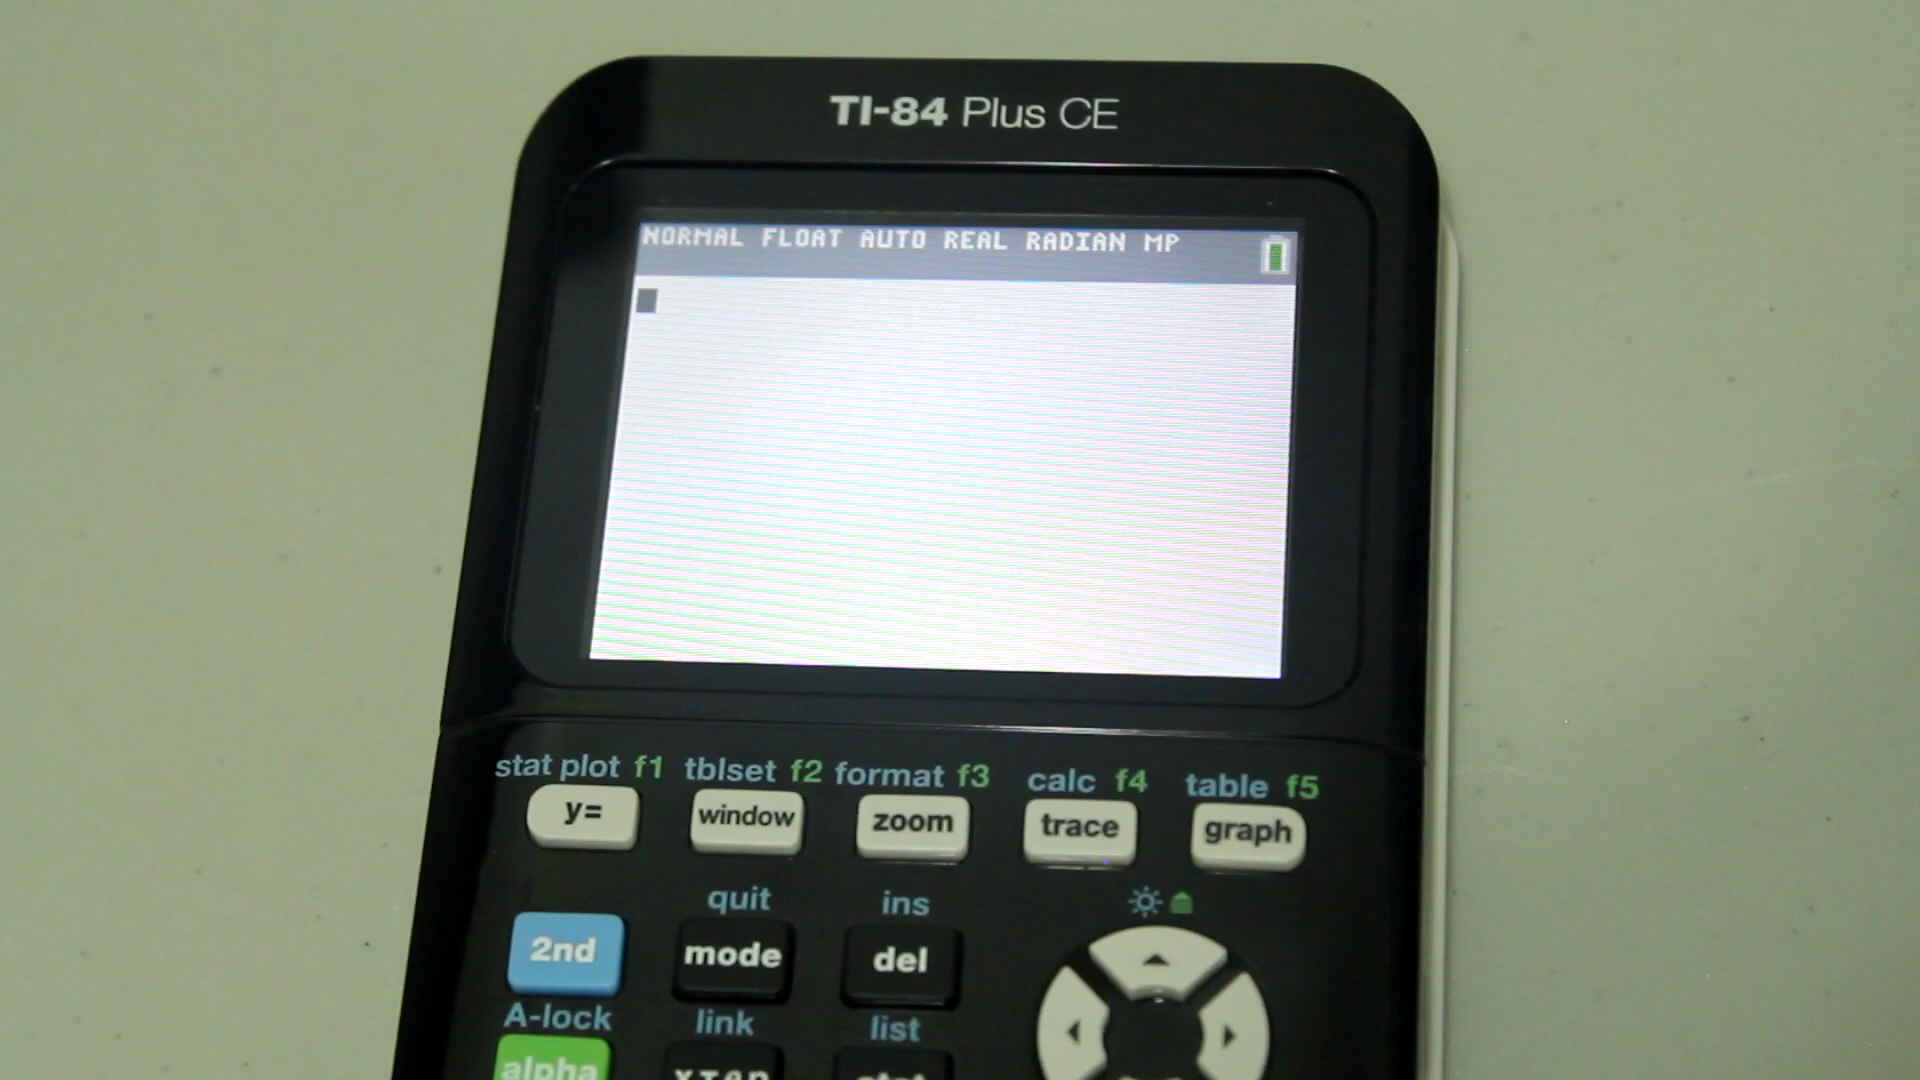 TI-84 Plus CE
NORMAL FLOAT AUTO REAL RADIAN MP
stat plot f1 tblset f2 format f3 calc f4 table f5
y= window zoom trace graph
quit ins
2nd mode del
A-lock link list
alpha